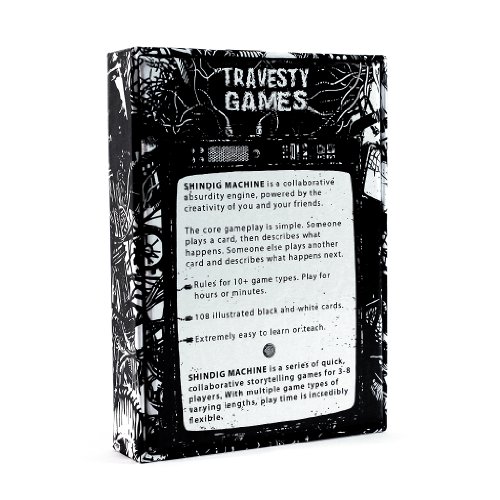 TRAVESTY
GAMES
SHINDIG MACHINE is a collaborative
absurdity engine, powered by the
creativity of you and your friends.
The core gameplay is simple. Someone
plays a card, then describes what
happens. Someone else plays another
card and describes what happens next.
Rules for 10+ game types. Play for
hours or minutes.
108 illustrated black and white cards.
Extremely easy to learn or teach.
SHINDIG MACHINE is a series of quick,
collaborative storytelling games for 3-8
players. With multiple game types of
varying lengths, play time is incredibly
flexible.